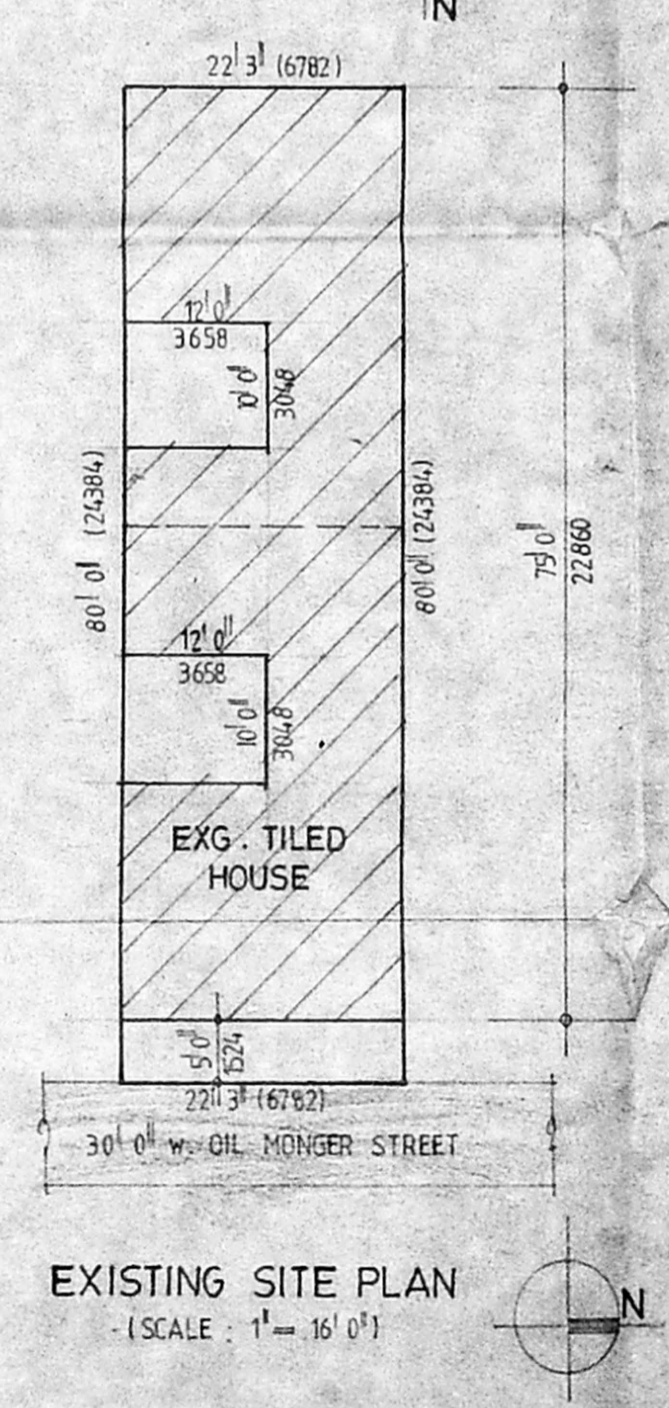 N
22' 3" (6782)
12' 0"
3658
10' 0"
3048
80' 0" (24384)
80' 0" (24384)
75' 0"
22860
12' 0"
3658
10' 0"
3048
EXG. TILED
HOUSE
5' 0"
1524
22" 3" (6782)
30' 0" W. OIL MONGER STREET
EXISTING SITE PLAN
- (SCALE : 1" = 16' 0")
N